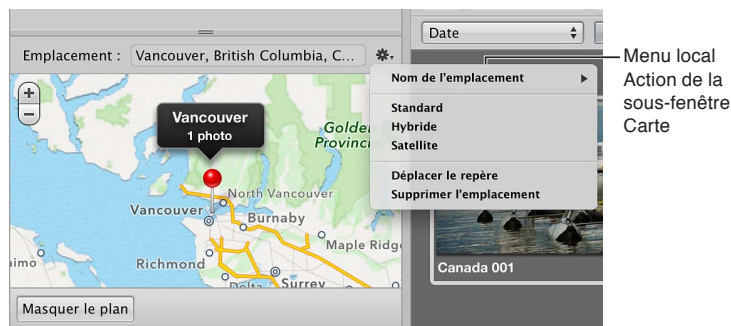 Date
Emplacement : Vancouver, British Columbia, C...
Menu local
Action de la
sous-fenêtre
Carte
Nom de l'emplacement
Standard
Hybride
Satellite
Déplacer le repère
Supprimer l'emplacement
+
−
Vancouver
1 photo
Golde
Provinci
North Vancouver
Vancouver
Burnaby
Maple Ridg
aimo
Richmond
Delta
Surrey
Canada 001
Masquer le plan